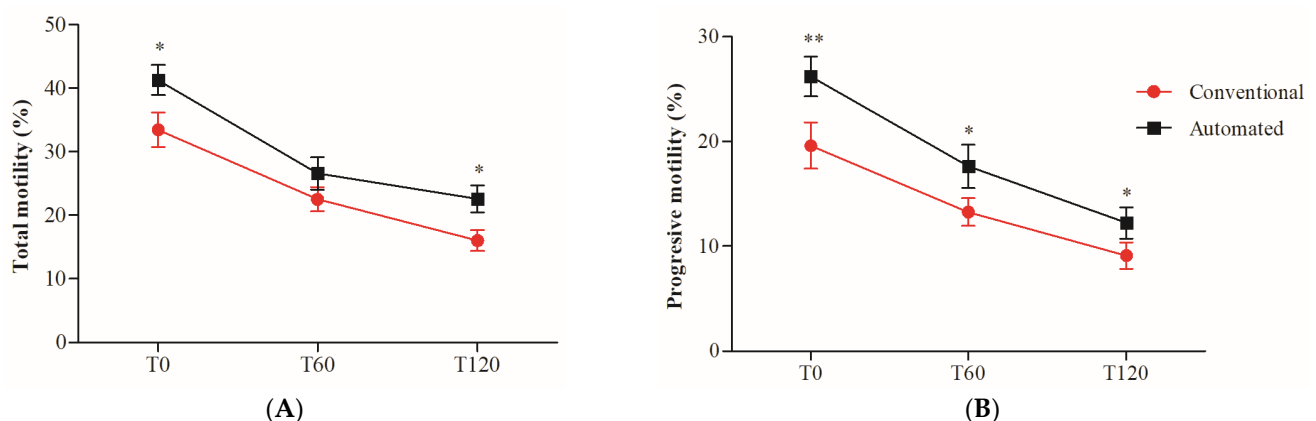 50
40
30
20
10
0
Total motility (%)
*
*
T0
T60
T120
(A)
30
20
10
0
Progresive motility (%)
**
*
*
T0
T60
T120
(B)
Conventional
Automated